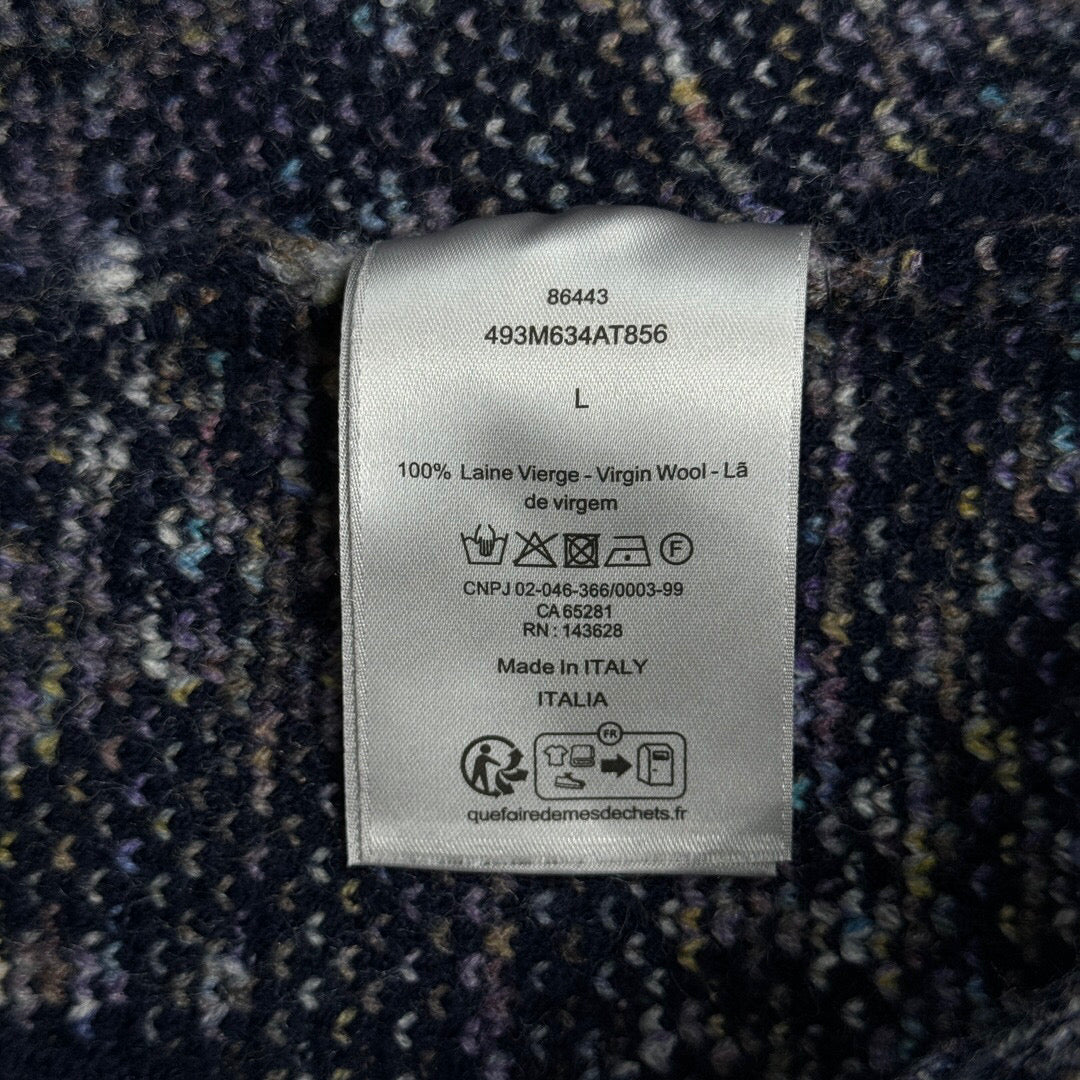 86443
493M634AT856
L
100% Laine Vierge - Virgin Wool - Lã
de virgem
F
CNPJ 02-046-366/0003-99
CA 65281
RN : 143628
Made In ITALY
ITALIA
FR
quefairedemesdechets.fr